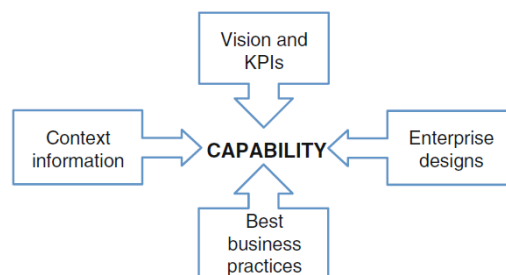 Vision and
KPIs
Context
information
CAPABILITY
Enterprise
designs
Best
business
practices